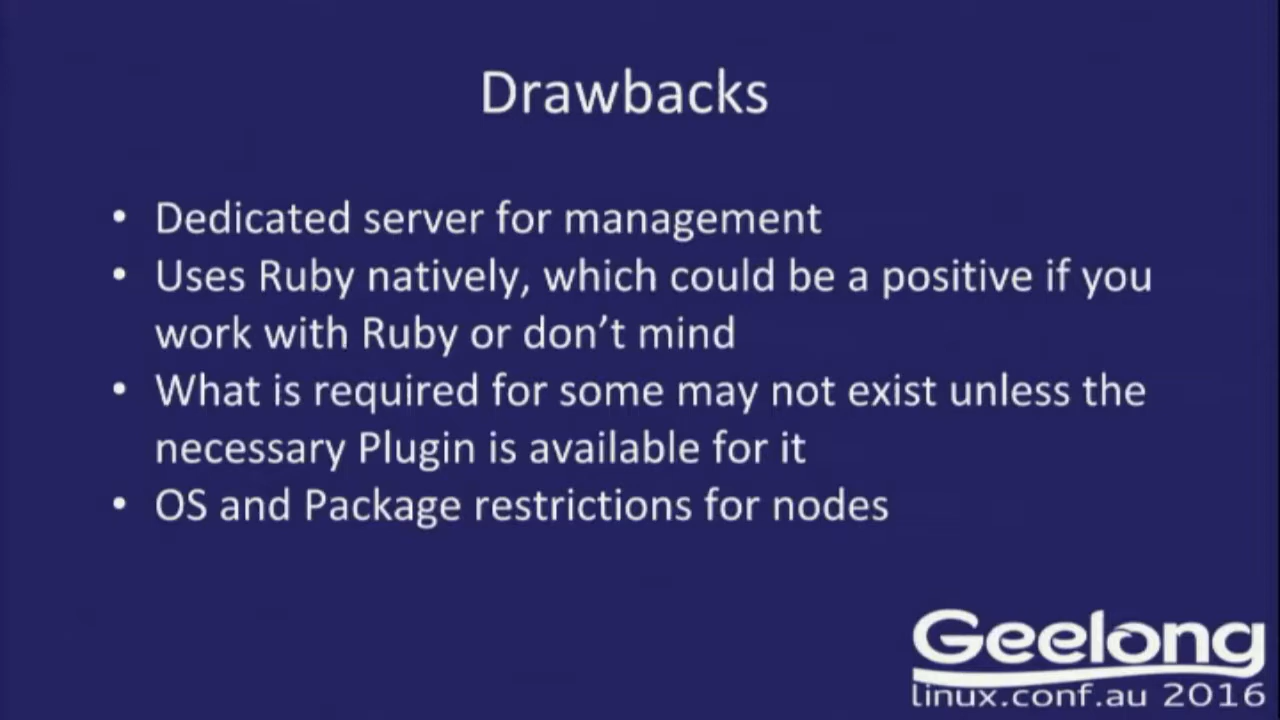 Drawbacks
• Dedicated server for management
• Uses Ruby natively, which could be a positive if you
work with Ruby or don’t mind
• What is required for some may not exist unless the
necessary Plugin is available for it
• OS and Package restrictions for nodes
Geelong
linux.conf.au 2016